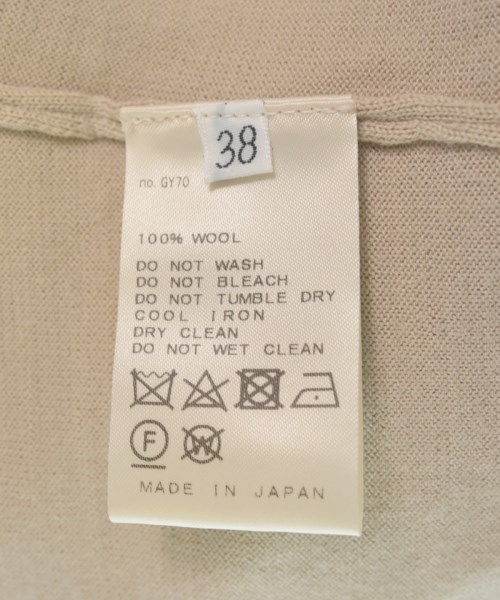 38
no. GY70
100% WOOL
DO NOT WASH
DO NOT BLEACH
DO NOT TUMBLE DRY
COOL IRON
DRY CLEAN
DO NOT WET CLEAN
F
W
MADE IN JAPAN